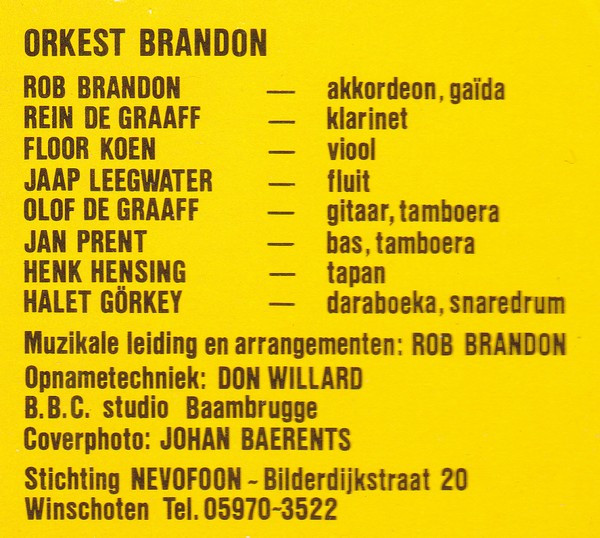 ORKEST BRANDON
ROB BRANDON — akkordeon, gaïda
REIN DE GRAAFF — klarinet
FLOOR KOEN — viool
JAAP LEEGWATER — fluit
OLOF DE GRAAFF — gitaar, tamboera
JAN PRENT — bas, tamboera
HENK HENSING — tapan
HALET GÖRKEY — daraboeka, snaredrum
Muzikale leiding en arrangementen: ROB BRANDON
Opnametechniek: DON WILLARD
B.B.C. studio Baambrugge
Coverphoto: JOHAN BAERENTS
Stichting NEVOFOON ~ Bilderdijkstraat 20
Winschoten Tel. 05970~3522